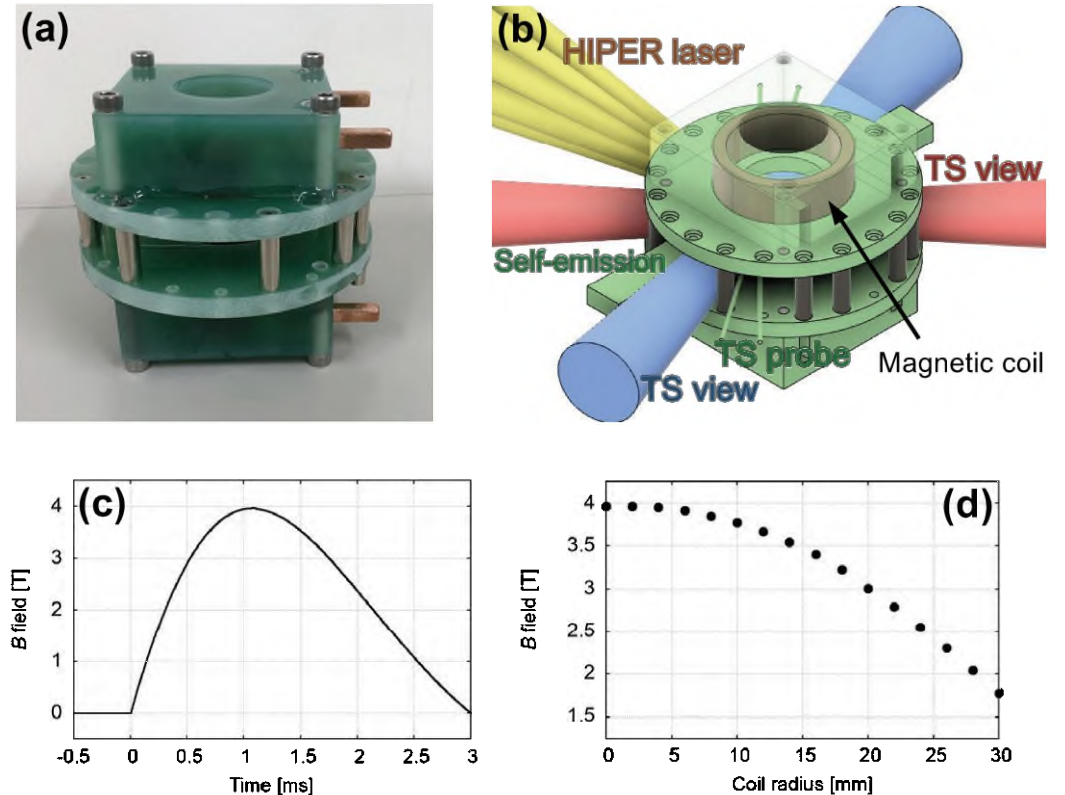 (a)
(b)
HIPER laser
TS view
Self-emission
TS probe
TS view
Magnetic coil
(c)
4
3
2
1
0
B field [T]
-0.5 0 0.5 1 1.5 2 2.5 3
Time [ms]
(d)
4
3.5
3
2.5
2
1.5
B field [T]
0 5 10 15 20 25 30
Coil radius [mm]